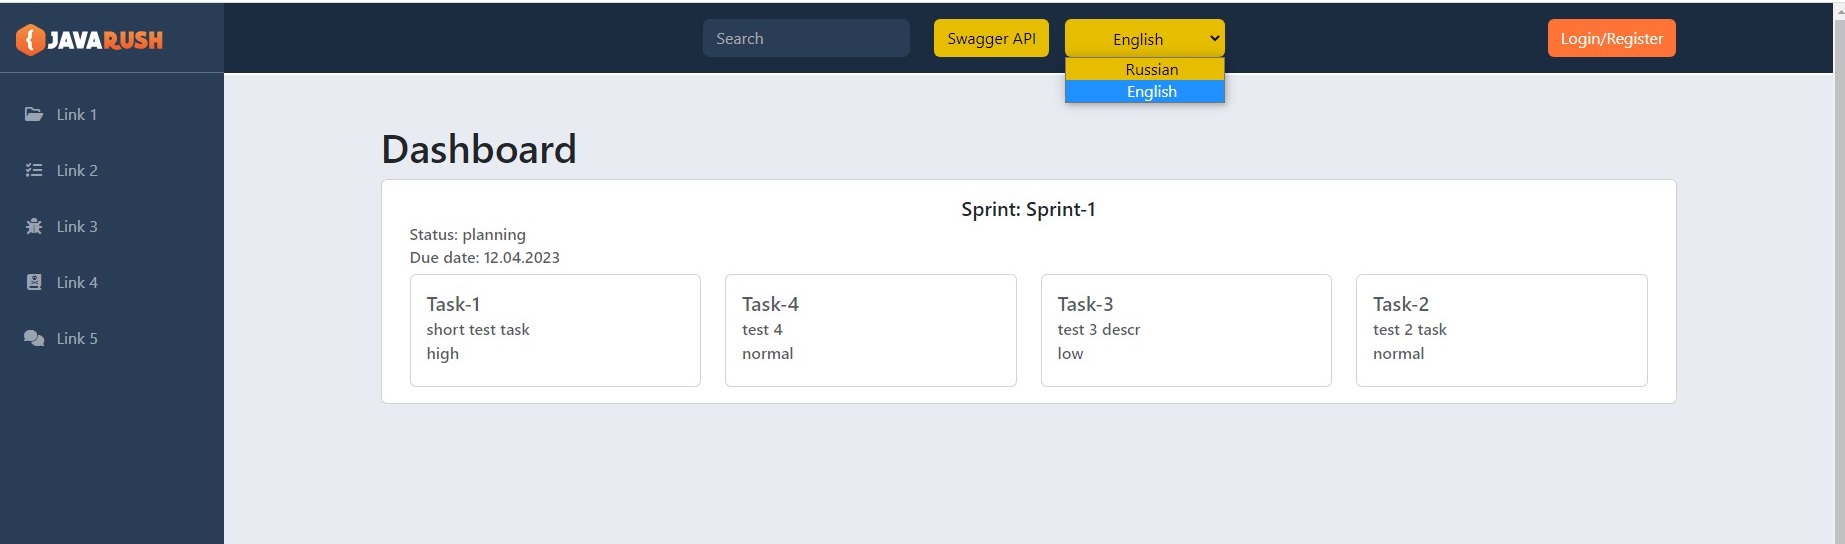 JAVARUSH
Search
Swagger API
English
Login/Register
Russian
English
Link 1
Link 2
Link 3
Link 4
Link 5
Dashboard
Sprint: Sprint-1
Status: planning
Due date: 12.04.2023
Task-1
short test task
high
Task-4
test 4
normal
Task-3
test 3 descr
low
Task-2
test 2 task
normal